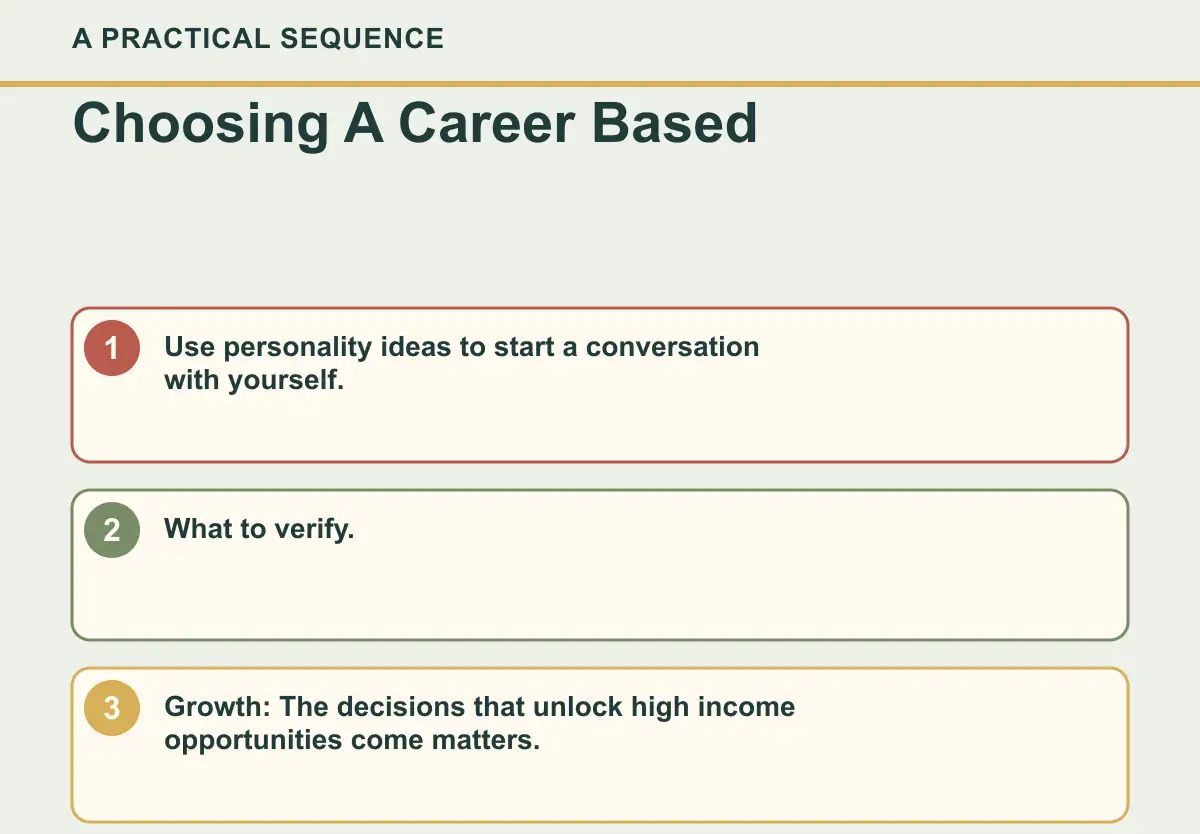 A PRACTICAL SEQUENCE
Choosing A Career Based
1
Use personality ideas to start a conversation
with yourself.
2
What to verify.
3
Growth: The decisions that unlock high income
opportunities come matters.